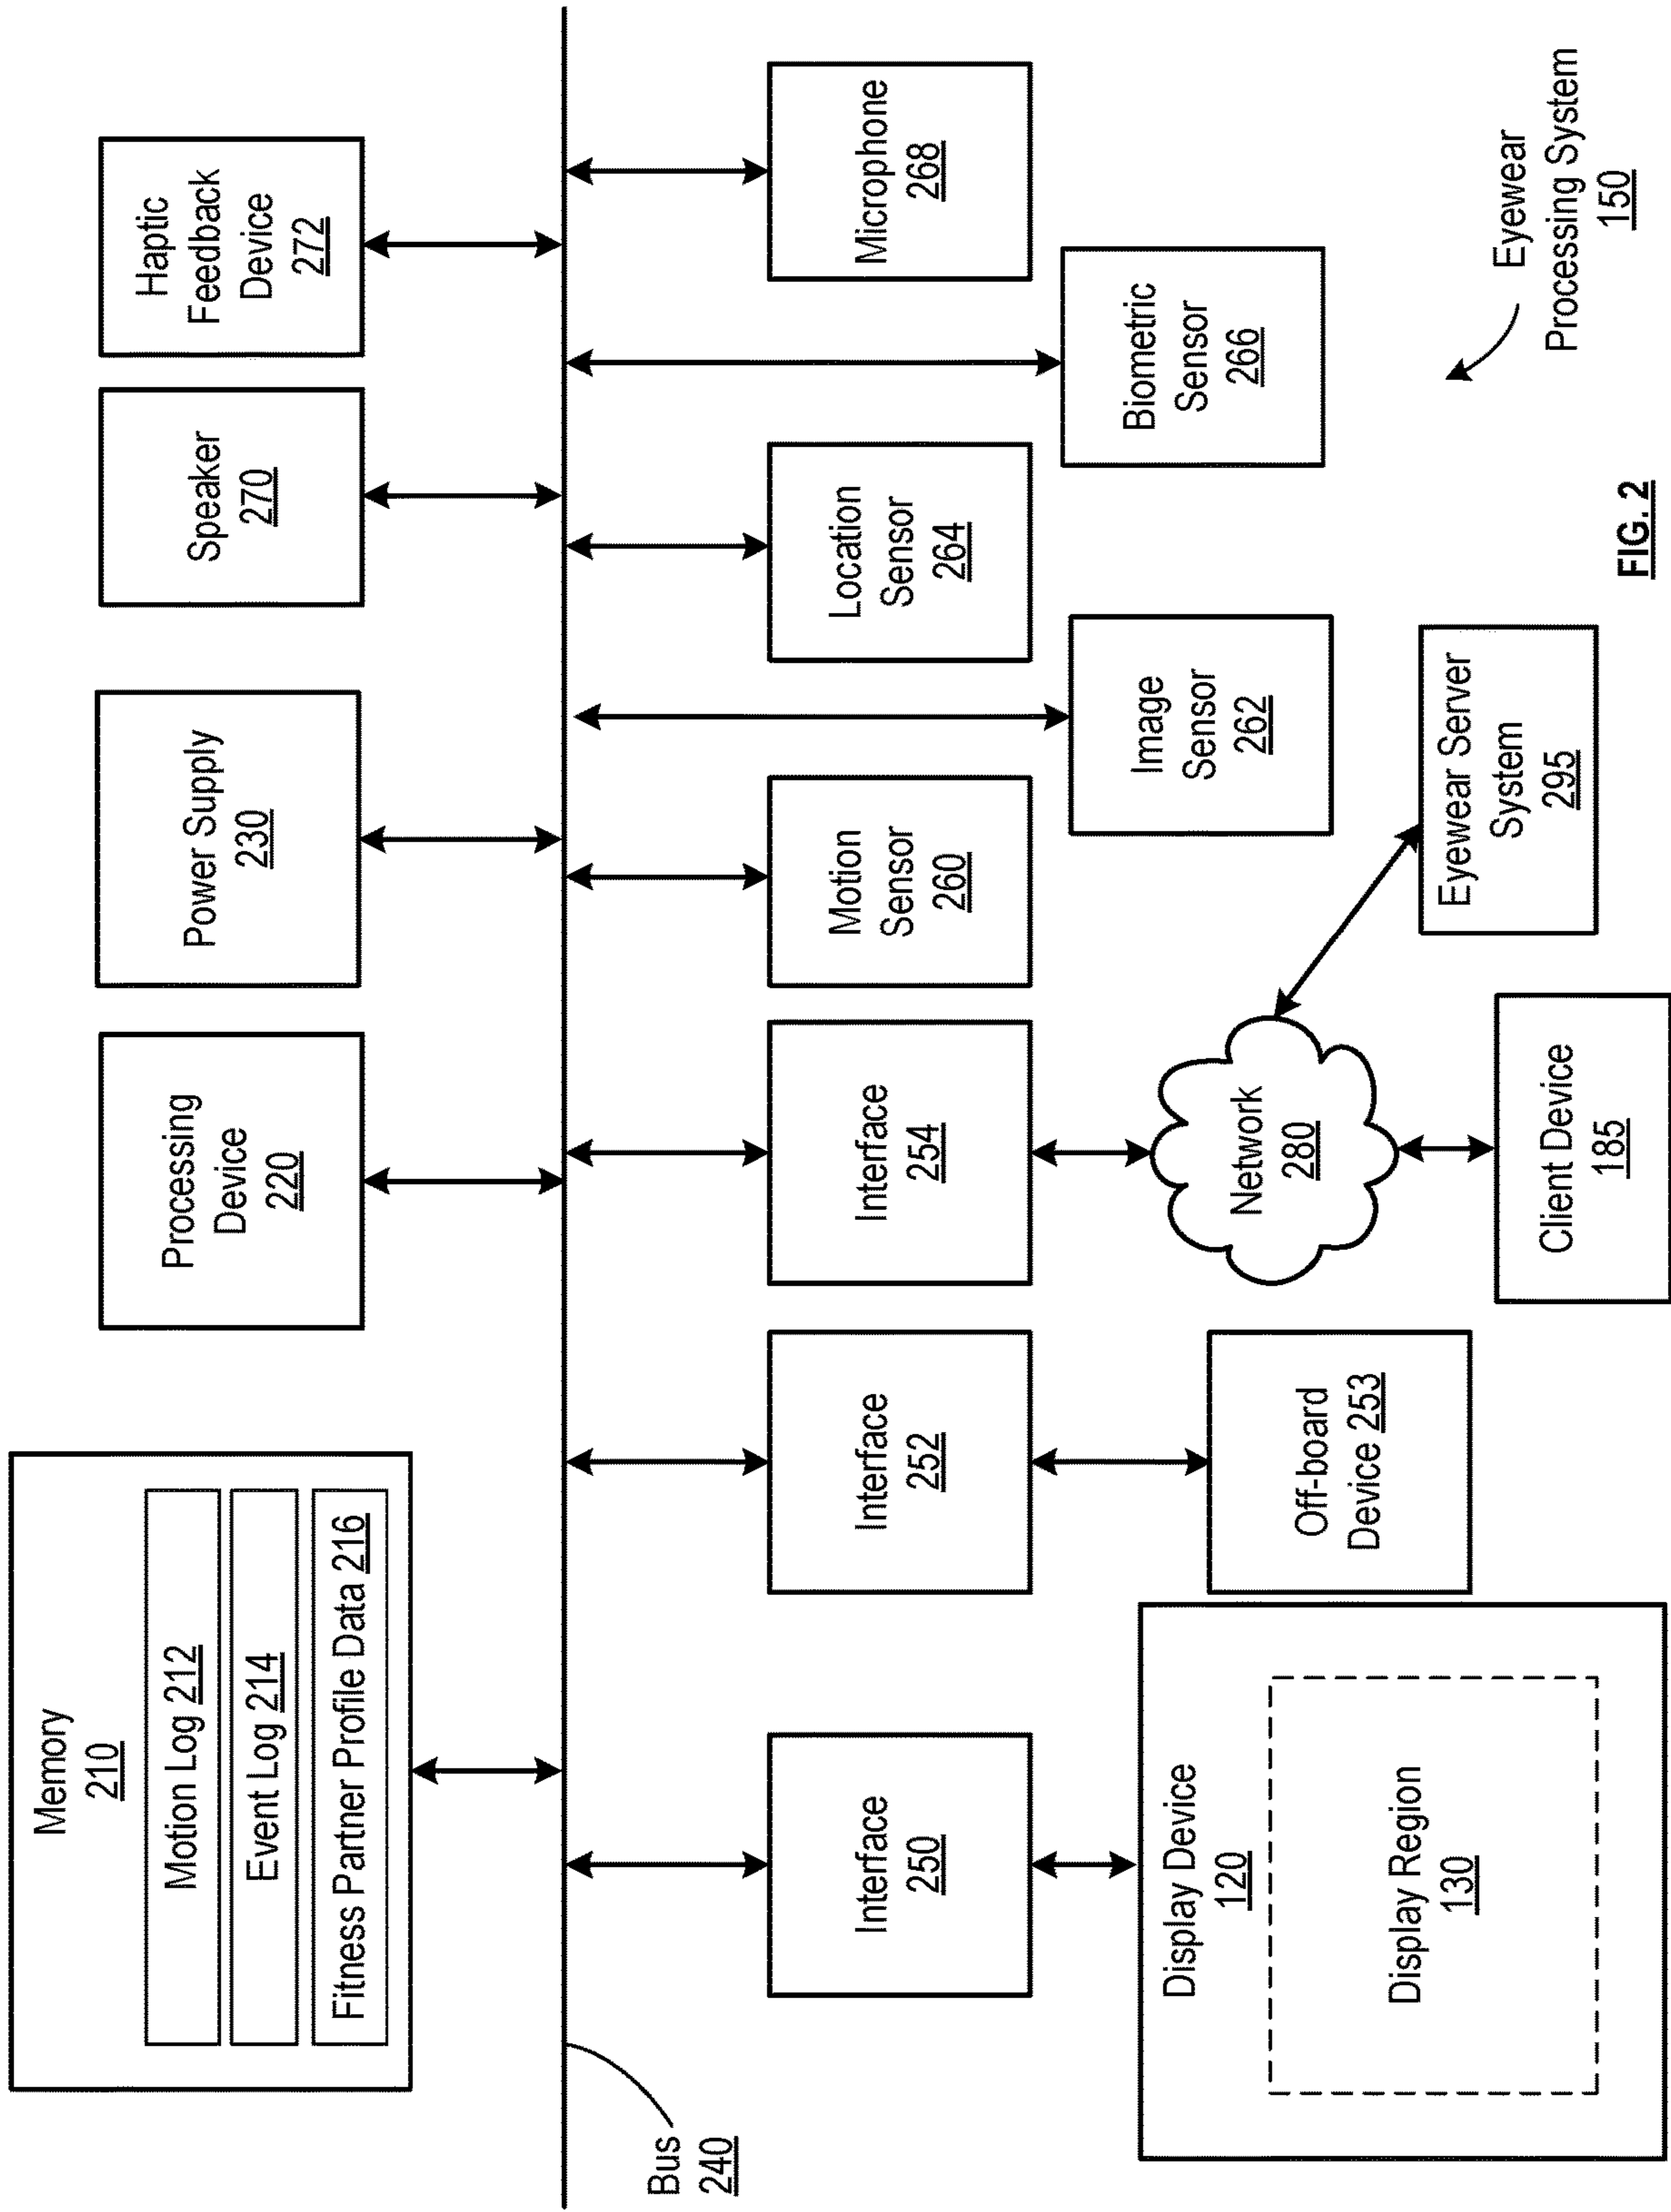 Memory
210
Motion Log 212
Event Log 214
Fitness Partner Profile Data 216
Processing
Device
220
Power Supply
230
Speaker
270
Haptic
Feedback
Device
272
Bus
240
Interface
250
Interface
252
Interface
254
Motion
Sensor
260
Location
Sensor
264
Microphone
268
Display Device
120
Display Region
130
Off-board
Device 253
Network
280
Image
Sensor
262
Biometric
Sensor
266
Client Device
185
Eyewear Server
System
295
Eyewear
Processing System
150
FIG. 2